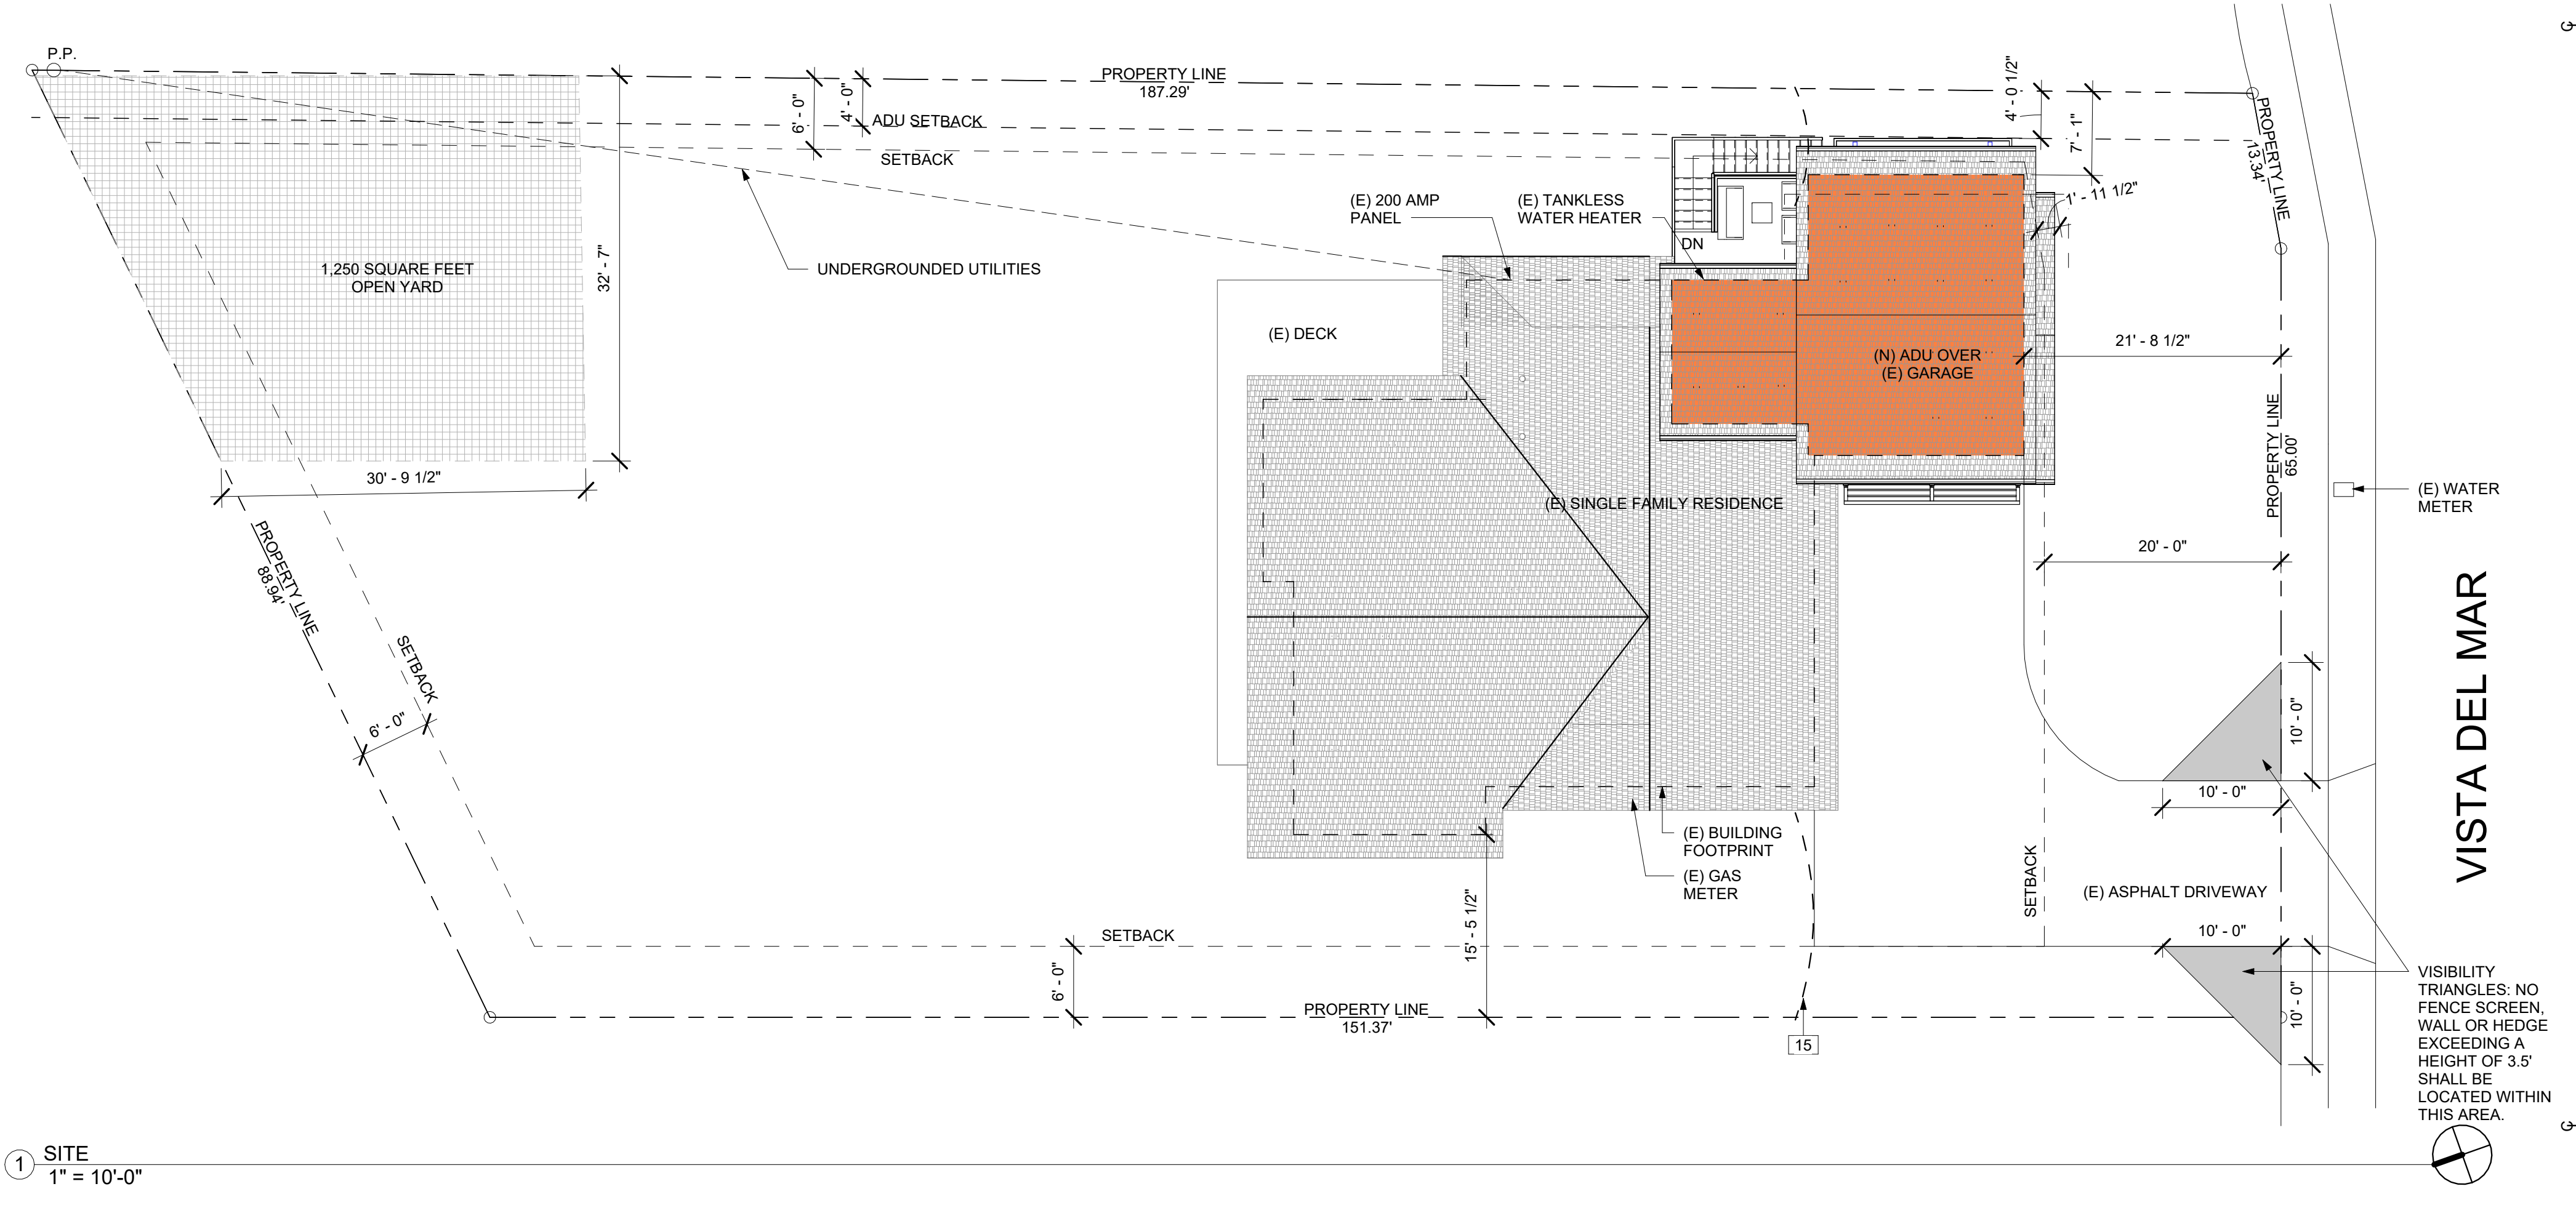 P.P.
PROPERTY LINE
187.29'
6' - 0"
4' - 0"
ADU SETBACK
SETBACK
4' - 0 1/2"
7' - 1"
PROPERTY LINE
13.34'
1' - 11 1/2"
(E) 200 AMP
PANEL
(E) TANKLESS
WATER HEATER
DN
1,250 SQUARE FEET
OPEN YARD
32' - 7"
UNDERGROUNDED UTILITIES
(E) DECK
(N) ADU OVER
(E) GARAGE
21' - 8 1/2"
PROPERTY LINE
65.00'
30' - 9 1/2"
(E) SINGLE FAMILY RESIDENCE
(E) WATER
METER
20' - 0"
PROPERTY LINE
88.94'
SETBACK
6' - 0"
VISTA DEL MAR
10' - 0"
10' - 0"
(E) BUILDING
FOOTPRINT
(E) GAS
METER
15' - 5 1/2"
SETBACK
(E) ASPHALT DRIVEWAY
SETBACK
6' - 0"
10' - 0"
10' - 0"
PROPERTY LINE
151.37'
15
VISIBILITY
TRIANGLES: NO
FENCE SCREEN,
WALL OR HEDGE
EXCEEDING A
HEIGHT OF 3.5'
SHALL BE
LOCATED WITHIN
THIS AREA.
1
SITE
1" = 10'-0"